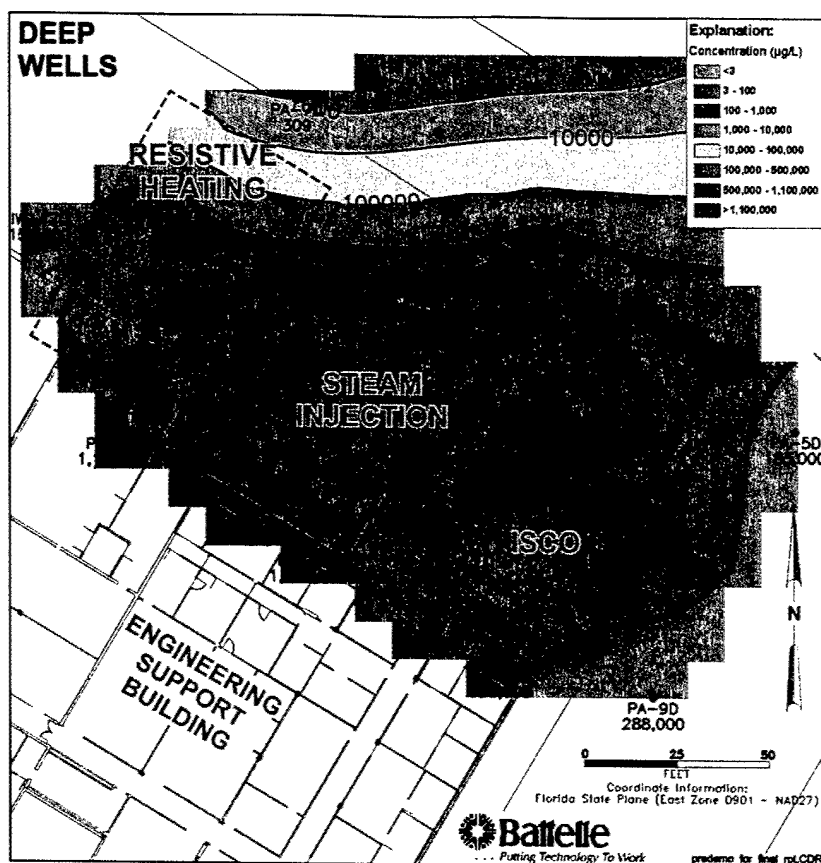 DEEP
WELLS
Explanation:
Concentration (µg/L)
<3
3 - 100
100 - 1,000
1,000 - 10,000
10,000 - 100,000
100,000 - 500,000
500,000 - 1,100,000
>1,100,000
309
10000
RESISTIVE
HEATING
100000
STEAM
INJECTION
ISCO
ENGINEERING
SUPPORT
BUILDING
N
PA-9D
288,000
0 25 50
FEET
Coordinate Information:
Florida State Plane (East Zone 0901 - NAD27)
Battelle
... Putting Technology To Work